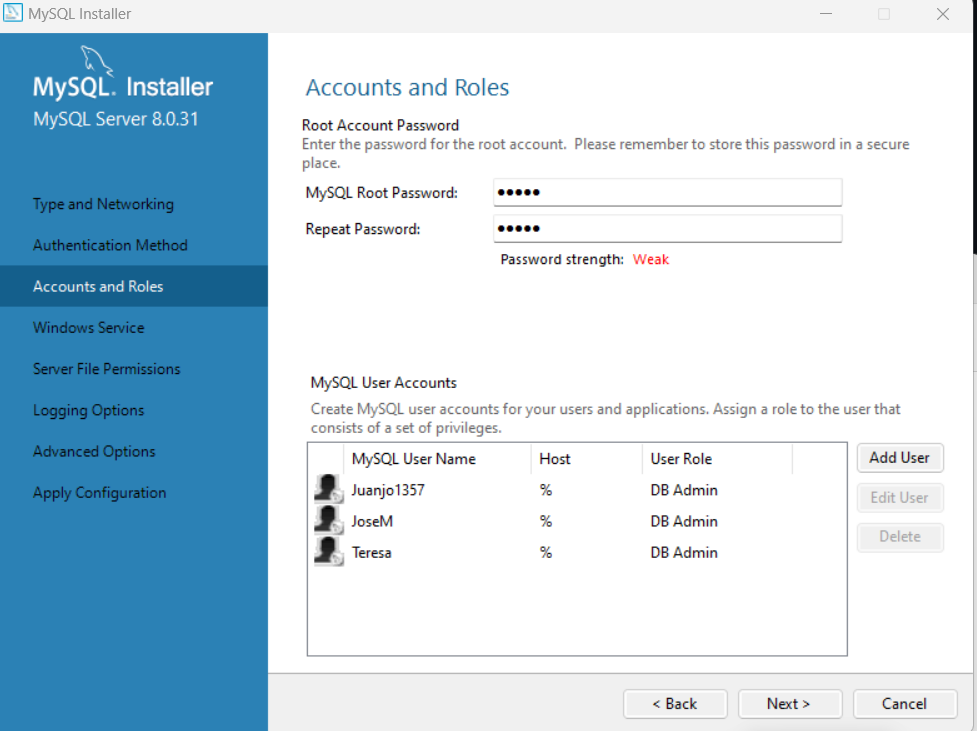 MySQL Installer
MySQL. Installer
MySQL Server 8.0.31
Type and Networking
Authentication Method
Accounts and Roles
Windows Service
Server File Permissions
Logging Options
Advanced Options
Apply Configuration
Accounts and Roles
Root Account Password
Enter the password for the root account. Please remember to store this password in a secure
place.
MySQL Root Password: •••••
Repeat Password: •••••
Password strength: Weak
MySQL User Accounts
Create MySQL user accounts for your users and applications. Assign a role to the user that
consists of a set of privileges.
MySQL User Name Host User Role
Juanjo1357 % DB Admin
JoseM % DB Admin
Teresa % DB Admin
Add User
Edit User
Delete
< Back Next > Cancel